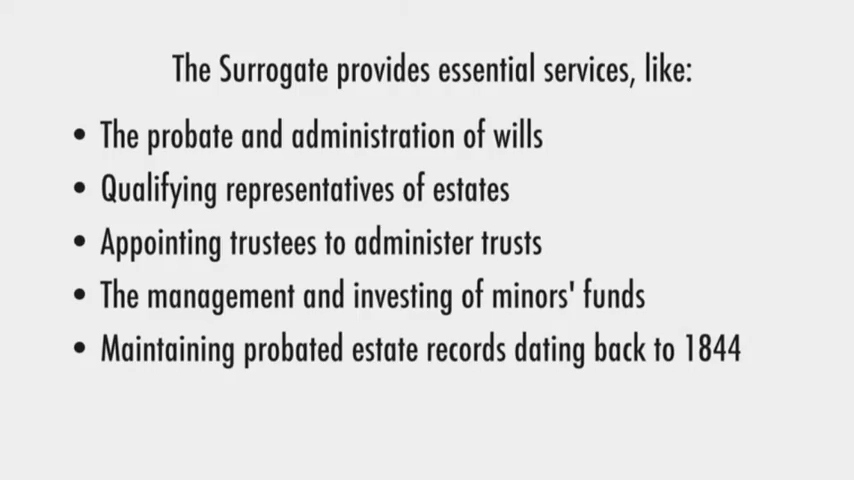 The Surrogate provides essential services, like:
• The probate and administration of wills
• Qualifying representatives of estates
• Appointing trustees to administer trusts
• The management and investing of minors' funds
• Maintaining probated estate records dating back to 1844